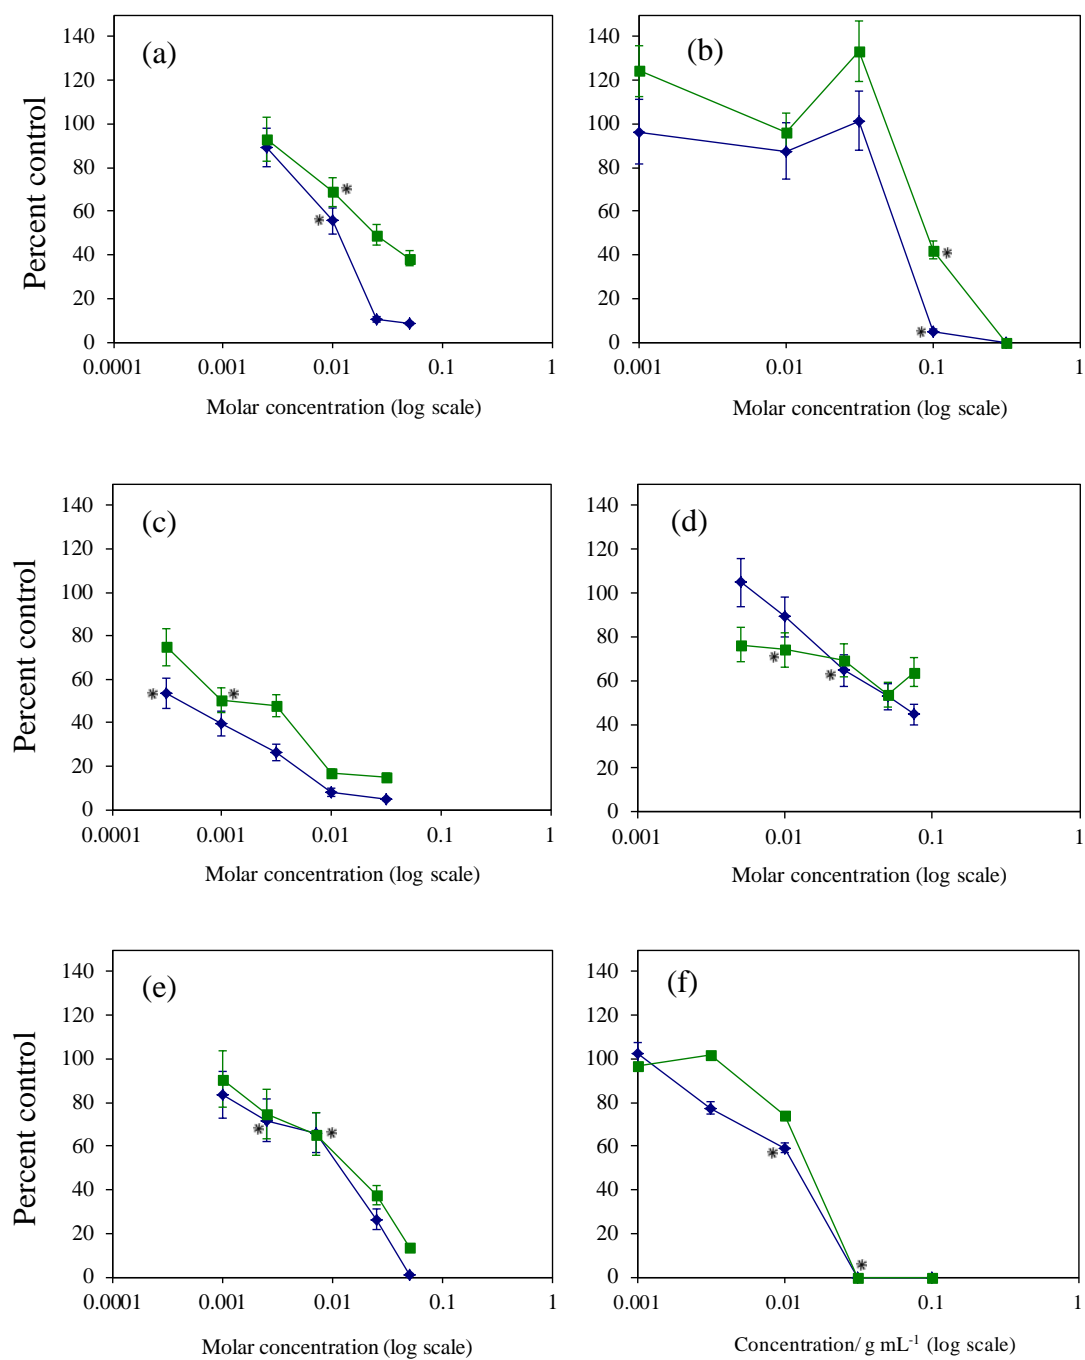 (a)
140
120
100
80
60
40
20
0
Percent control
0.0001 0.001 0.01 0.1 1
Molar concentration (log scale)
(b)
140
120
100
80
60
40
20
0
0.001 0.01 0.1 1
Molar concentration (log scale)
(c)
140
120
100
80
60
40
20
0
Percent control
0.0001 0.001 0.01 0.1 1
Molar concentration (log scale)
(d)
140
120
100
80
60
40
20
0
0.001 0.01 0.1 1
Molar concentration (log scale)
(e)
140
120
100
80
60
40
20
0
Percent control
0.0001 0.001 0.01 0.1 1
Molar concentration (log scale)
(f)
140
120
100
80
60
40
20
0
0.001 0.01 0.1 1
Concentration/ g mL⁻¹ (log scale)